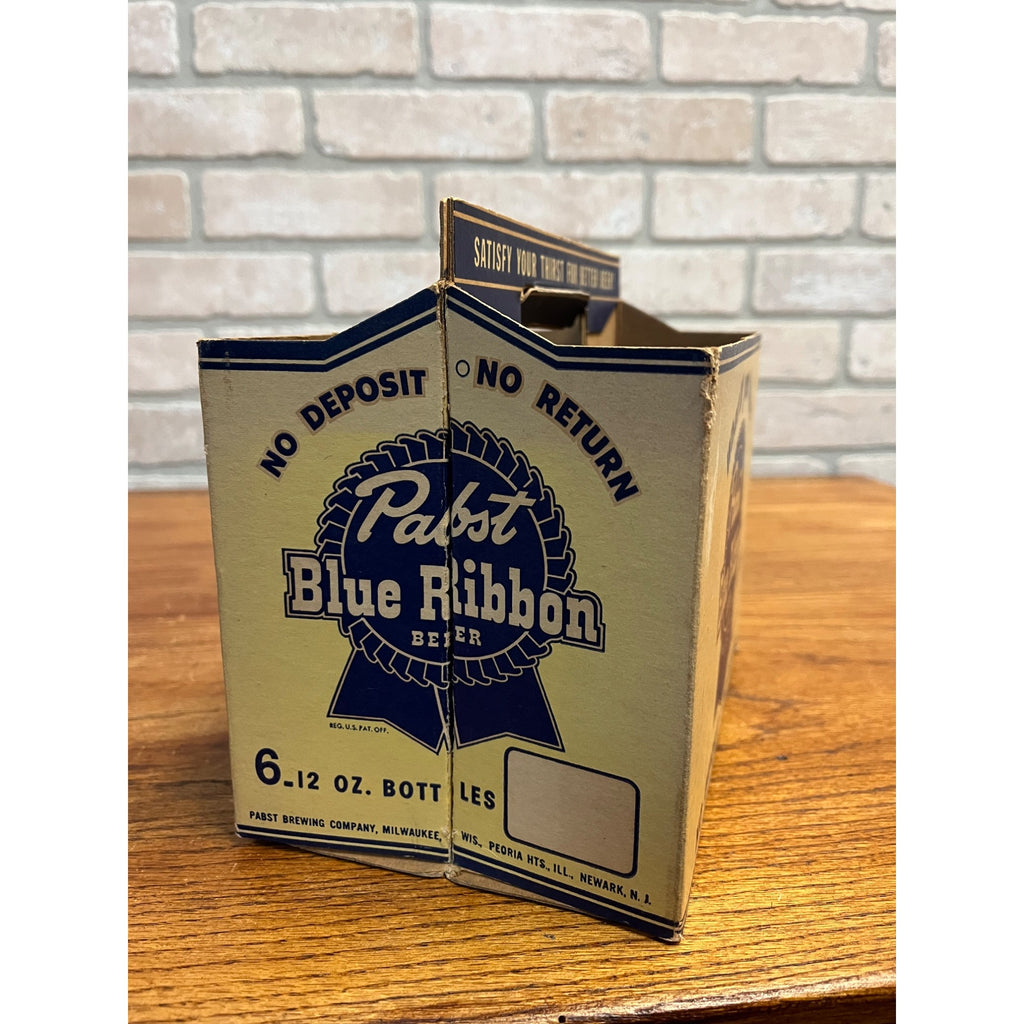 SATISFY YOUR THIRST FOR BETTER BEER!
NO DEPOSIT NO RETURN
Pabst
Blue Ribbon
BEER
REG. U.S. PAT. OFF.
6-12 OZ. BOTTLES
PABST BREWING COMPANY, MILWAUKEE, WIS., PEORIA HTS., ILL., NEWARK, N. J.